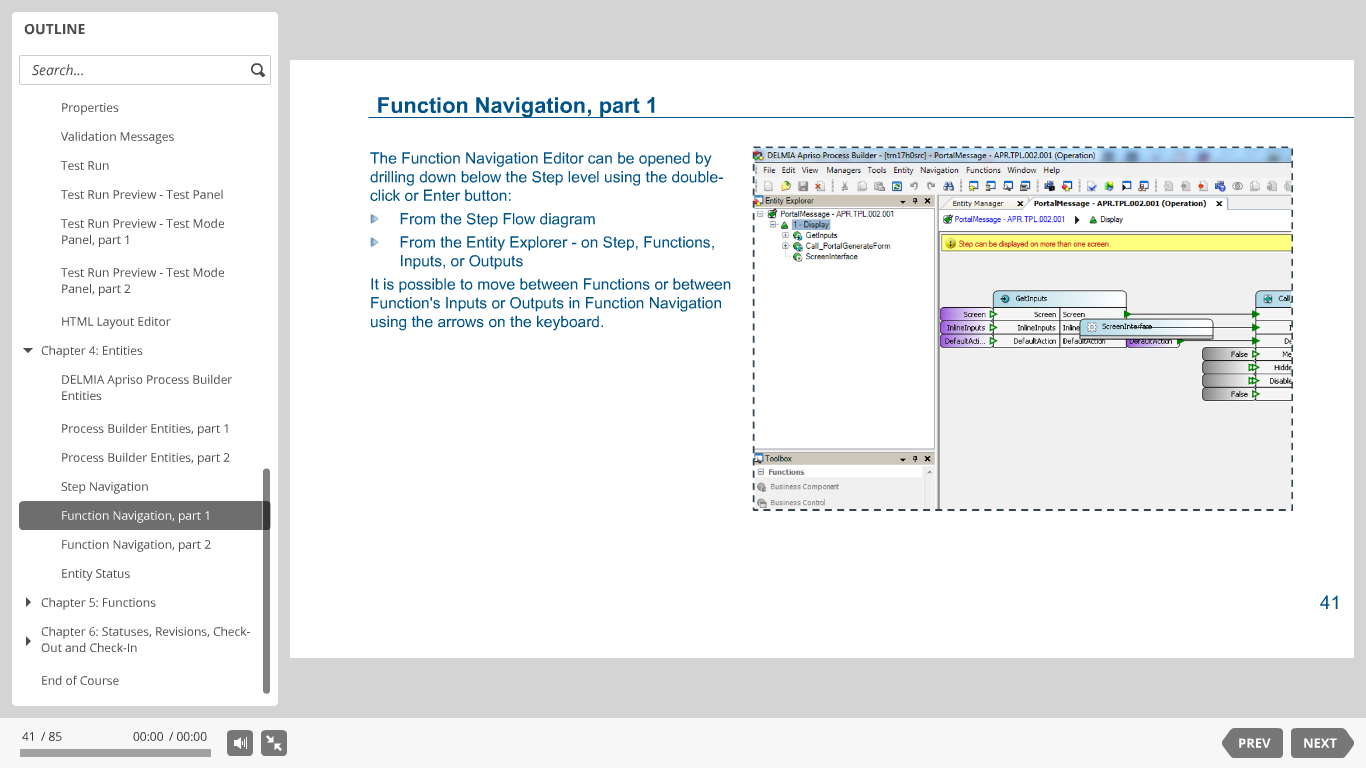 OUTLINE
Search...
Properties
Validation Messages
Test Run
Test Run Preview - Test Panel
Test Run Preview - Test Mode
Panel, part 1
Test Run Preview - Test Mode
Panel, part 2
HTML Layout Editor
Chapter 4: Entities
DELMIA Apriso Process Builder
Entities
Process Builder Entities, part 1
Process Builder Entities, part 2
Step Navigation
Function Navigation, part 1
Function Navigation, part 2
Entity Status
Chapter 5: Functions
Chapter 6: Statuses, Revisions, Check-
Out and Check-In
End of Course
Function Navigation, part 1
The Function Navigation Editor can be opened by
drilling down below the Step level using the double-
click or Enter button:
From the Step Flow diagram
From the Entity Explorer - on Step, Functions,
Inputs, or Outputs
It is possible to move between Functions or between
Function's Inputs or Outputs in Function Navigation
using the arrows on the keyboard.
DELMIA Apriso Process Builder - [trn17h0src] - PortalMessage - APR.TPL.002.001 (Operation)
File Edit View Managers Tools Entity Navigation Functions Window Help
Entity Explorer
PortalMessage - APR.TPL.002.001
1 - Display
GetInputs
Call_PortalGenerateForm
ScreenInterface
Toolbox
Functions
Business Component
Business Control
Entity Manager PortalMessage - APR.TPL.002.001 (Operation)
PortalMessage - APR.TPL.002.001 Display
Step can be displayed on more than one screen.
GetInputs Call
Screen Screen Screen
InlineInputs InlineInputs Inline ScreenInterface
DefaultActi... DefaultAction DefaultAction DefaultAction De
False Me
Hidde
Disable
False
41
41 / 85 00:00 / 00:00
PREV NEXT